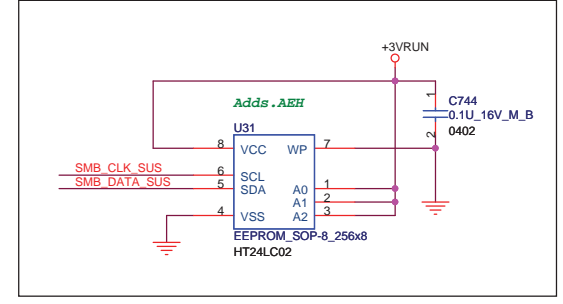 +3VRUN
Adds.AEH
U31
8 VCC WP 7
SMB_CLK_SUS 6 SCL
SMB_DATA_SUS 5 SDA A0 1
A1 2
4 VSS A2 3
EEPROM_SOP-8_256x8
HT24LC02
1
C744
0.1U_16V_M_B
2
0402